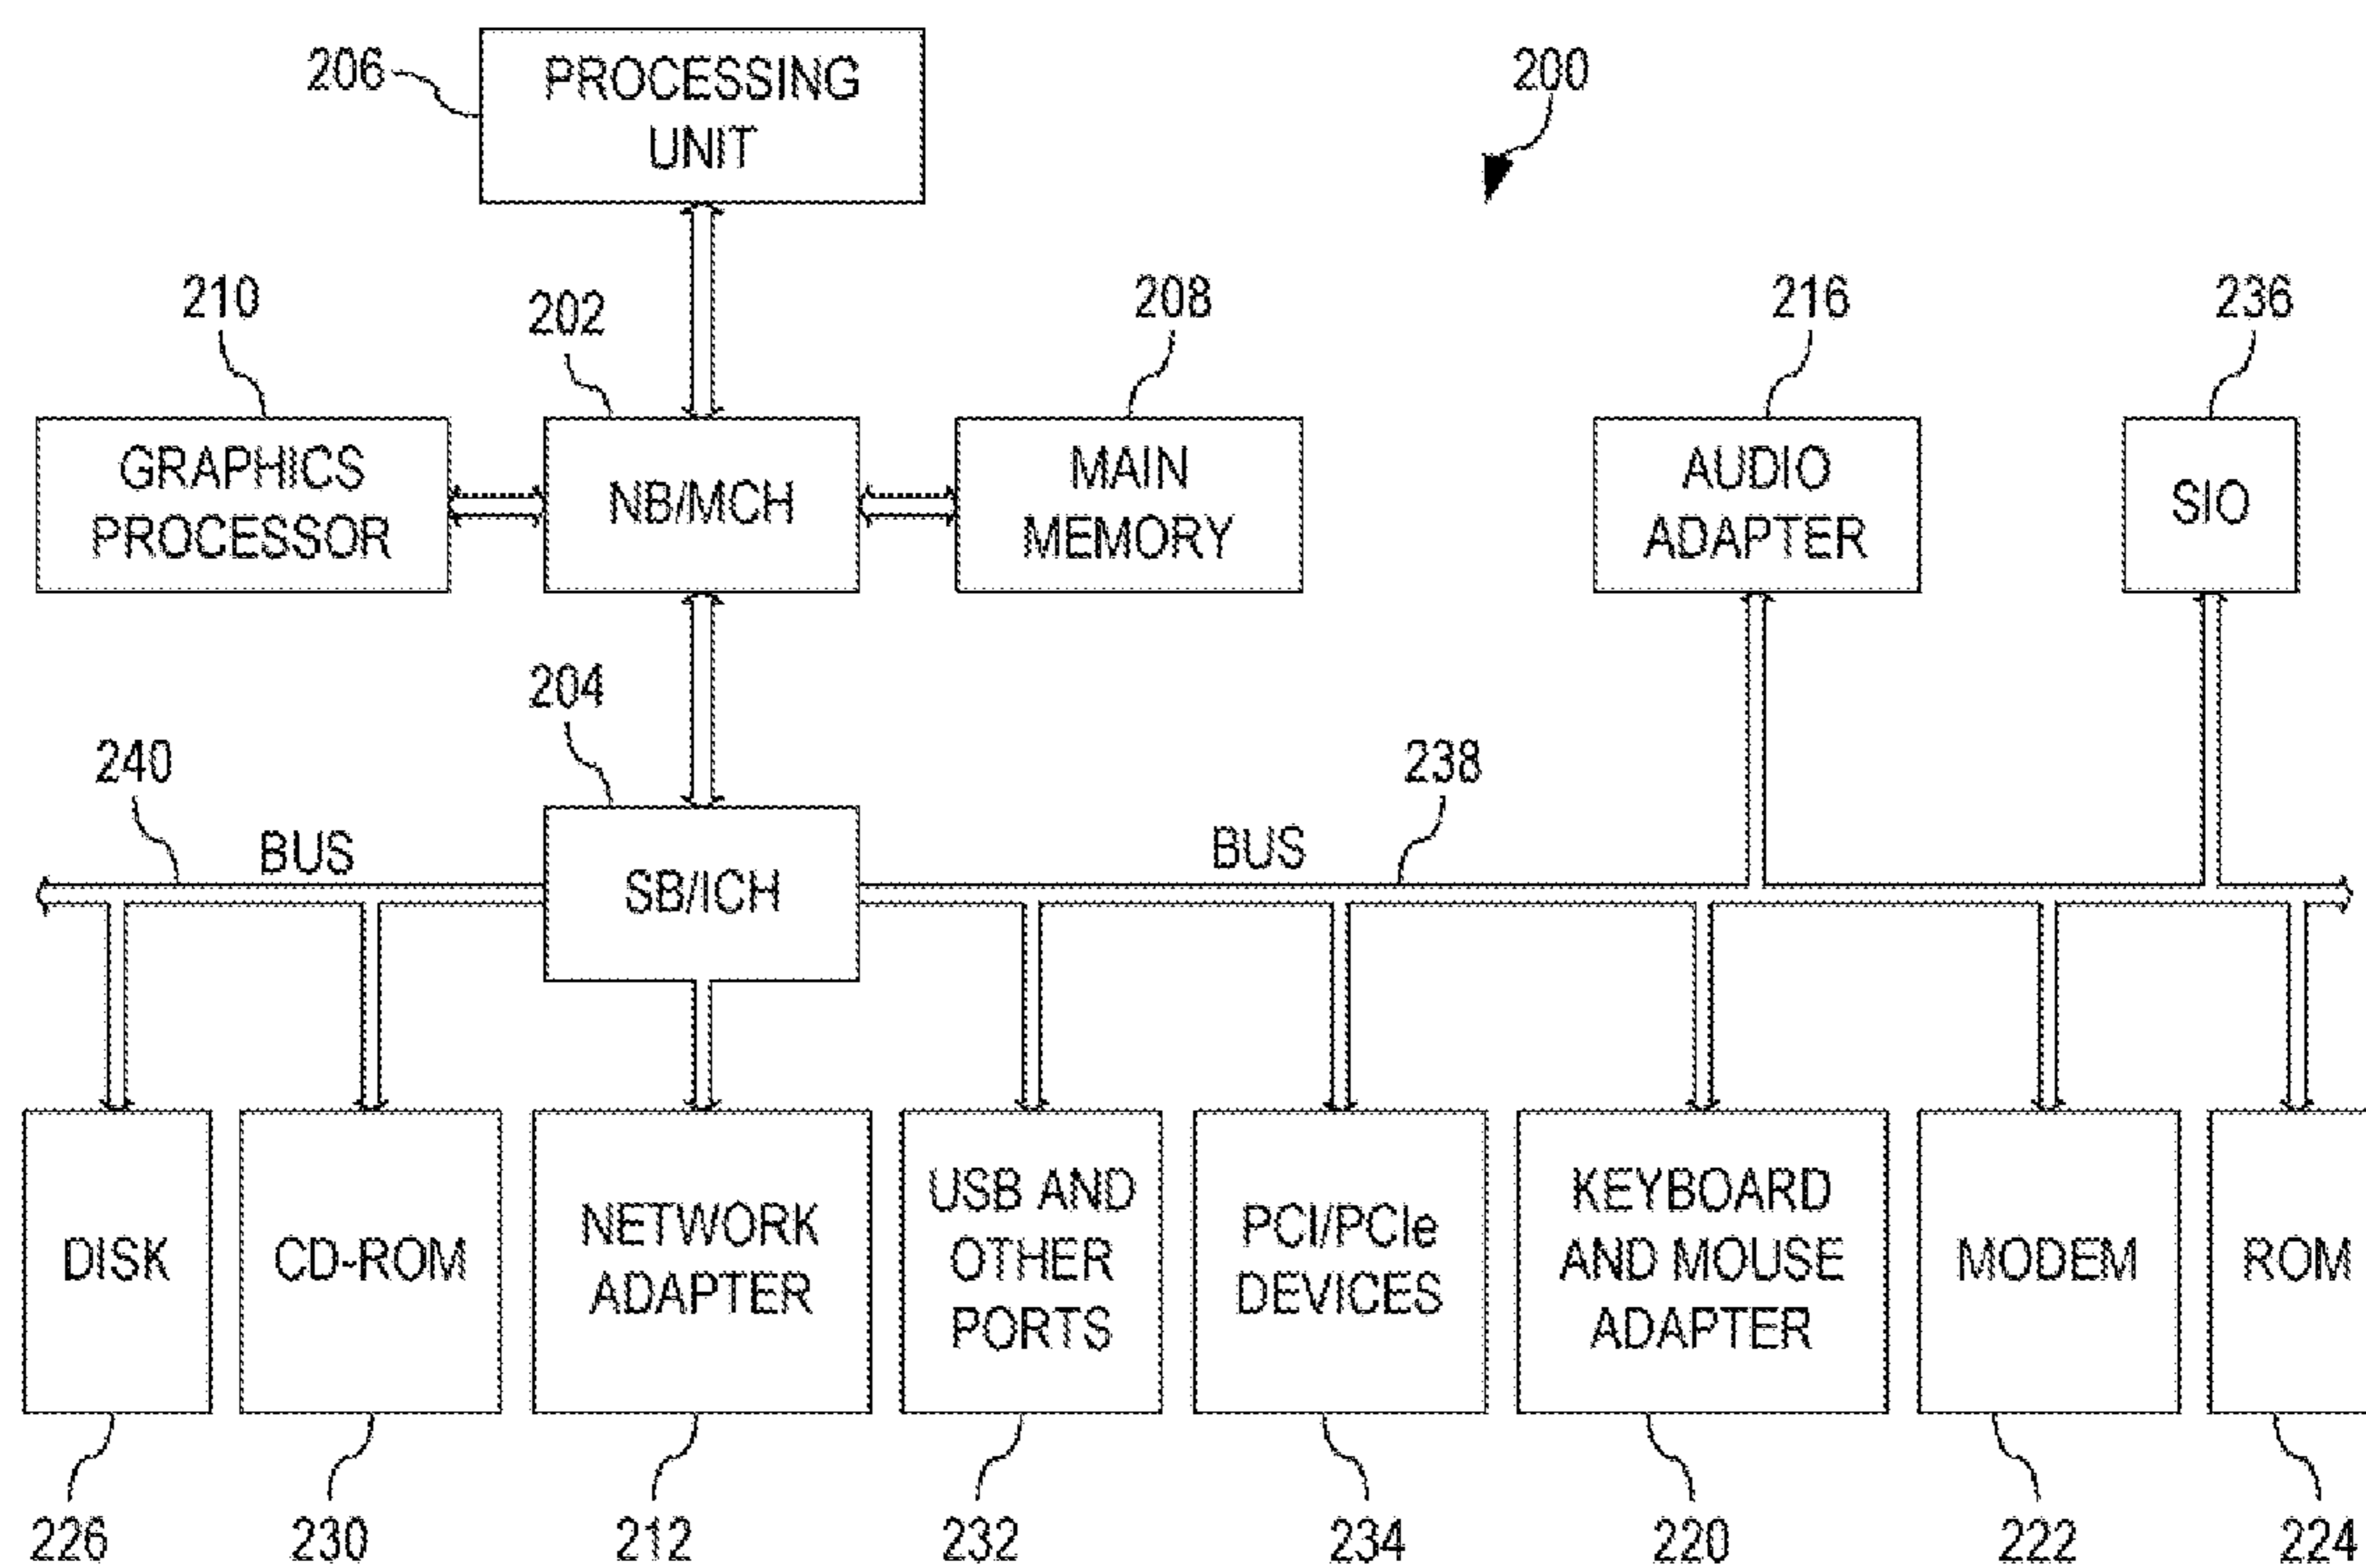 206
PROCESSING
UNIT
200
210
202
208
216
236
GRAPHICS
PROCESSOR
NB/MCH
MAIN
MEMORY
AUDIO
ADAPTER
SIO
204
240
238
BUS
SB/ICH
BUS
DISK
CD-ROM
NETWORK
ADAPTER
USB AND
OTHER
PORTS
PCI/PCIe
DEVICES
KEYBOARD
AND MOUSE
ADAPTER
MODEM
ROM
226
230
212
232
234
220
222
224